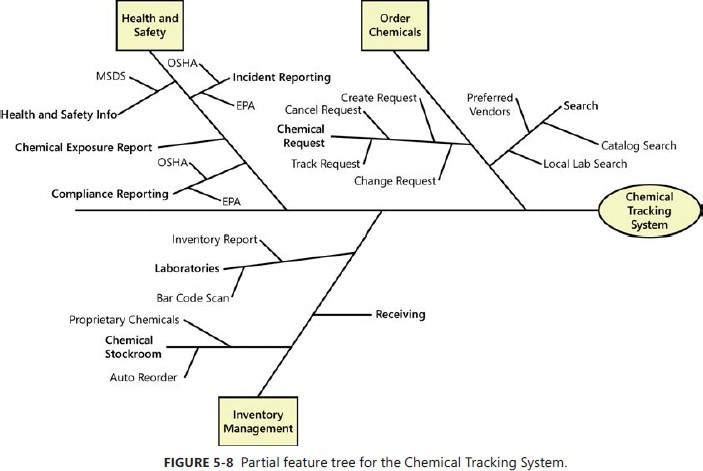 Health and
Safety
Order
Chemicals
OSHA
MSDS
Incident Reporting
EPA
Health and Safety Info
Chemical Exposure Report
OSHA
Compliance Reporting
EPA
Create Request
Cancel Request
Chemical
Request
Track Request
Change Request
Preferred
Vendors
Search
Catalog Search
Local Lab Search
Chemical
Tracking
System
Inventory Report
Laboratories
Bar Code Scan
Proprietary Chemicals
Chemical
Stockroom
Auto Reorder
Receiving
Inventory
Management
FIGURE 5-8 Partial feature tree for the Chemical Tracking System.